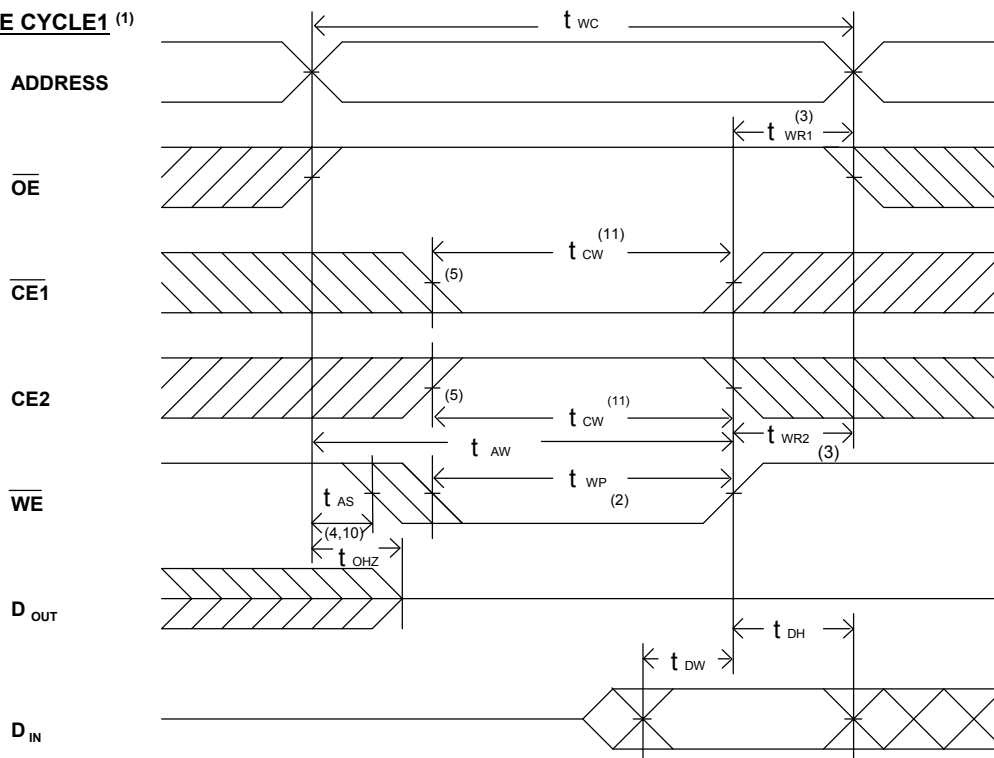 E CYCLE1 (1)
t WC
ADDRESS
(3)
t WR1
OE
(11)
t CW
(5)
CE1
CE2
(5)
t CW (11)
t AW
t WR2
(3)
t WP
(2)
WE
t AS
(4,10)
t OHZ
D OUT
t DH
t DW
D IN